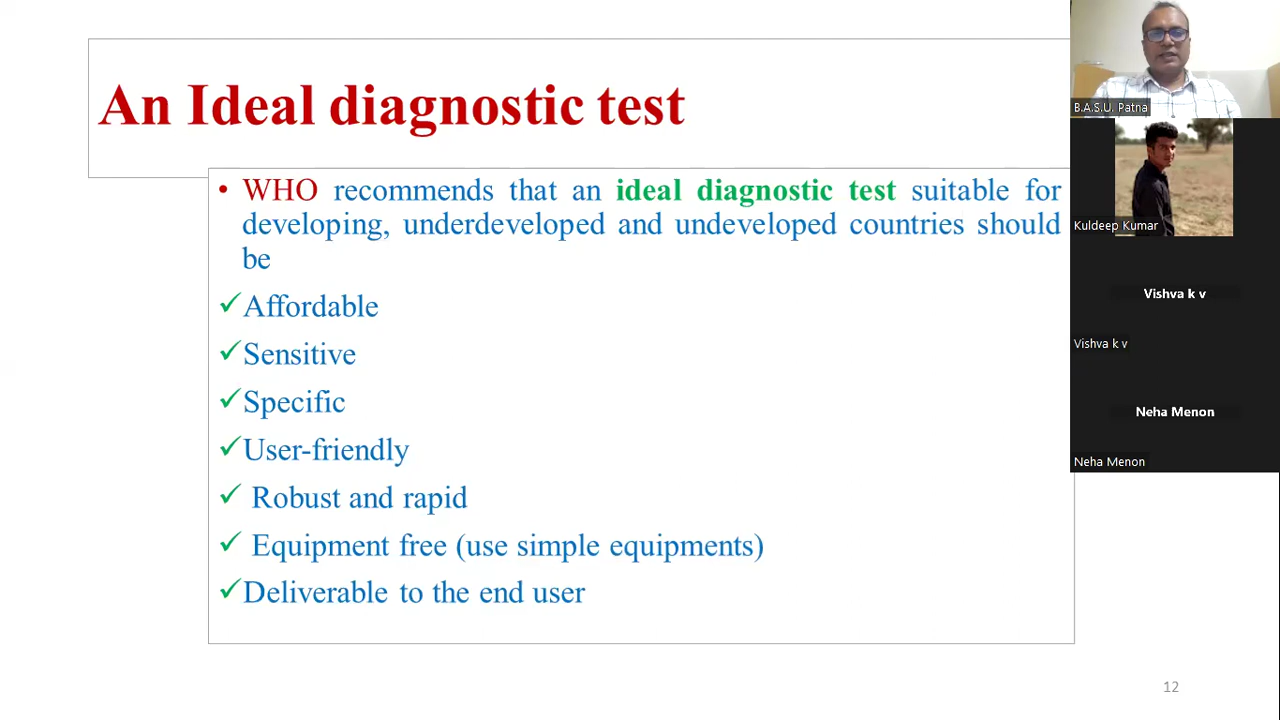 An Ideal diagnostic test
• WHO recommends that an ideal diagnostic test suitable for
developing, underdeveloped and undeveloped countries should
be
✓Affordable
✓Sensitive
✓Specific
✓User-friendly
✓ Robust and rapid
✓ Equipment free (use simple equipments)
✓Deliverable to the end user
12
B.A.S.U. Patna
Kuldeep Kumar
Vishva k v
Vishva k v
Neha Menon
Neha Menon